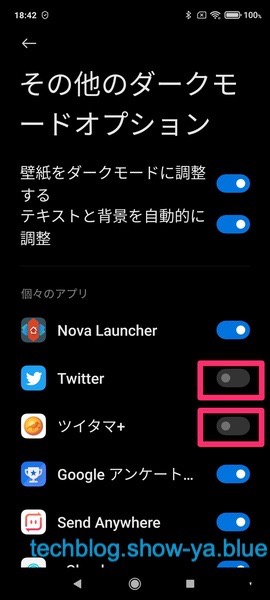 18:42
100%
その他のダークモ
ードオプション
壁紙をダークモードに調整
する
テキストと背景を自動的に
調整
個々のアプリ
Nova Launcher
Twitter
ツイタマ+
Google アンケート...
Send Anywhere
techblog.show-ya.blue